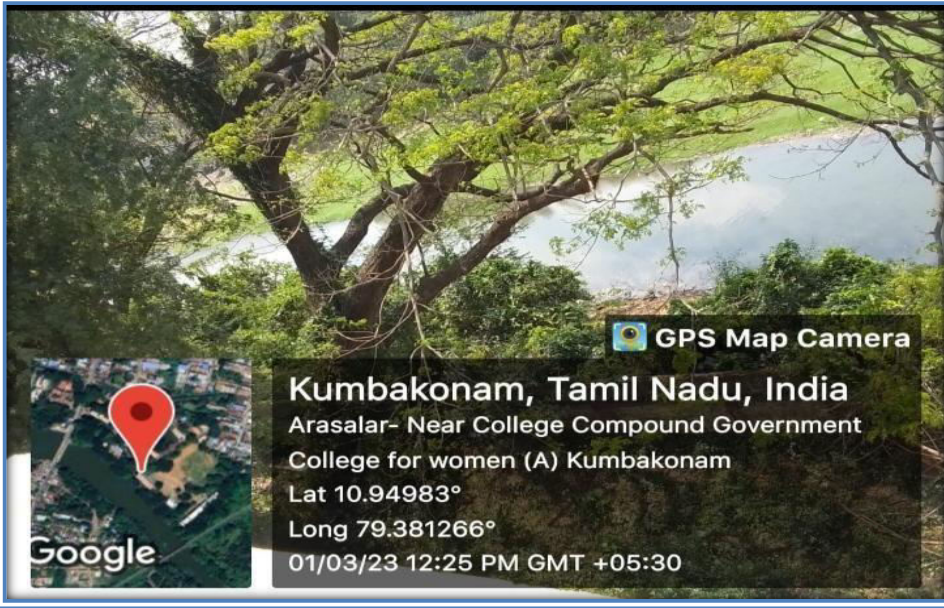 GPS Map Camera
Kumbakonam, Tamil Nadu, India
Arasalar- Near College Compound Government
College for women (A) Kumbakonam
Lat 10.94983°
Long 79.381266°
01/03/23 12:25 PM GMT +05:30
Google